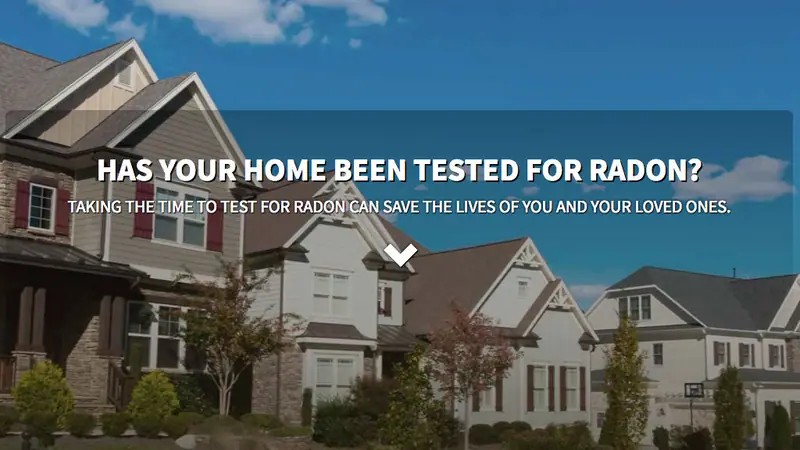 HAS YOUR HOME BEEN TESTED FOR RADON?
TAKING THE TIME TO TEST FOR RADON CAN SAVE THE LIVES OF YOU AND YOUR LOVED ONES.